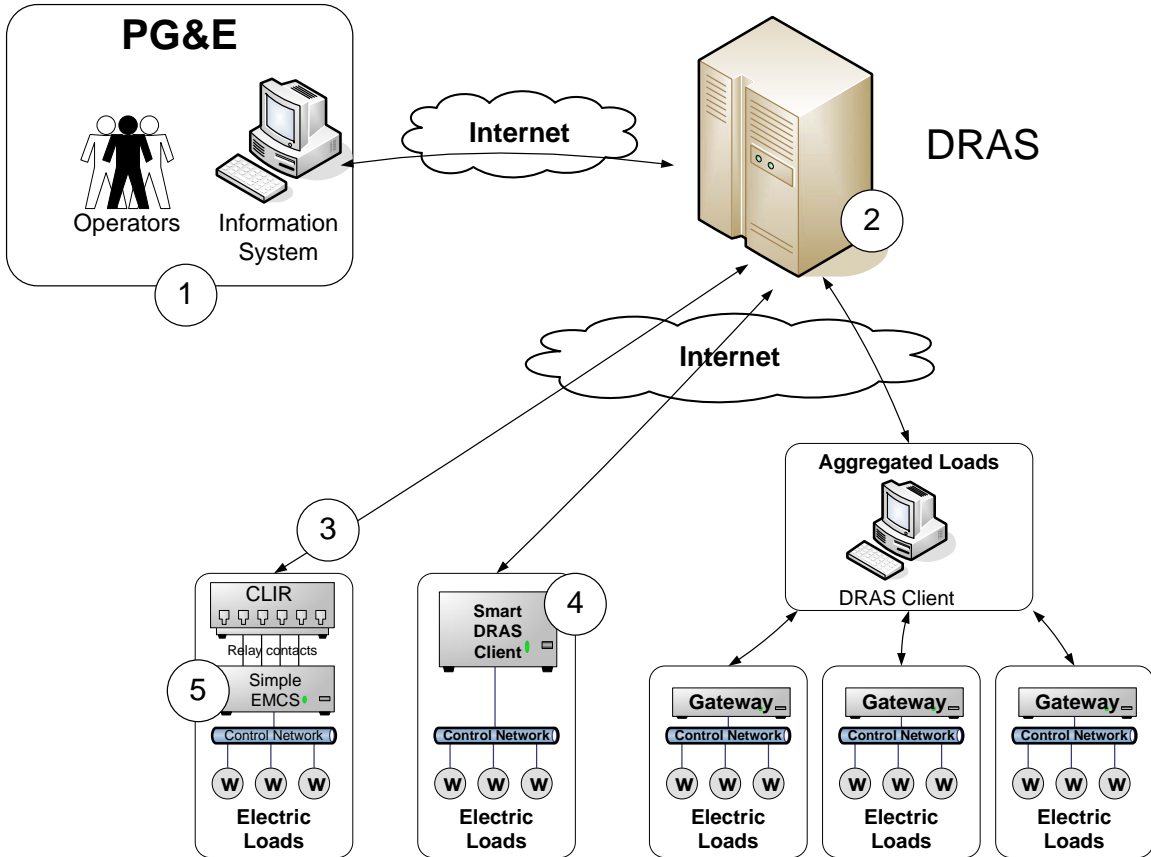 PG&E
Operators
Information
System
1
Internet
DRAS
2
Internet
Aggregated Loads
DRAS Client
3
CLIR
Relay contacts
5
Simple
EMCS
Control Network
W W W
Electric
Loads
4
Smart
DRAS
Client
Control Network
W W W
Electric
Loads
Gateway
Control Network
W W W
Electric
Loads
Gateway
Control Network
W W W
Electric
Loads
Gateway
Control Network
W W W
Electric
Loads